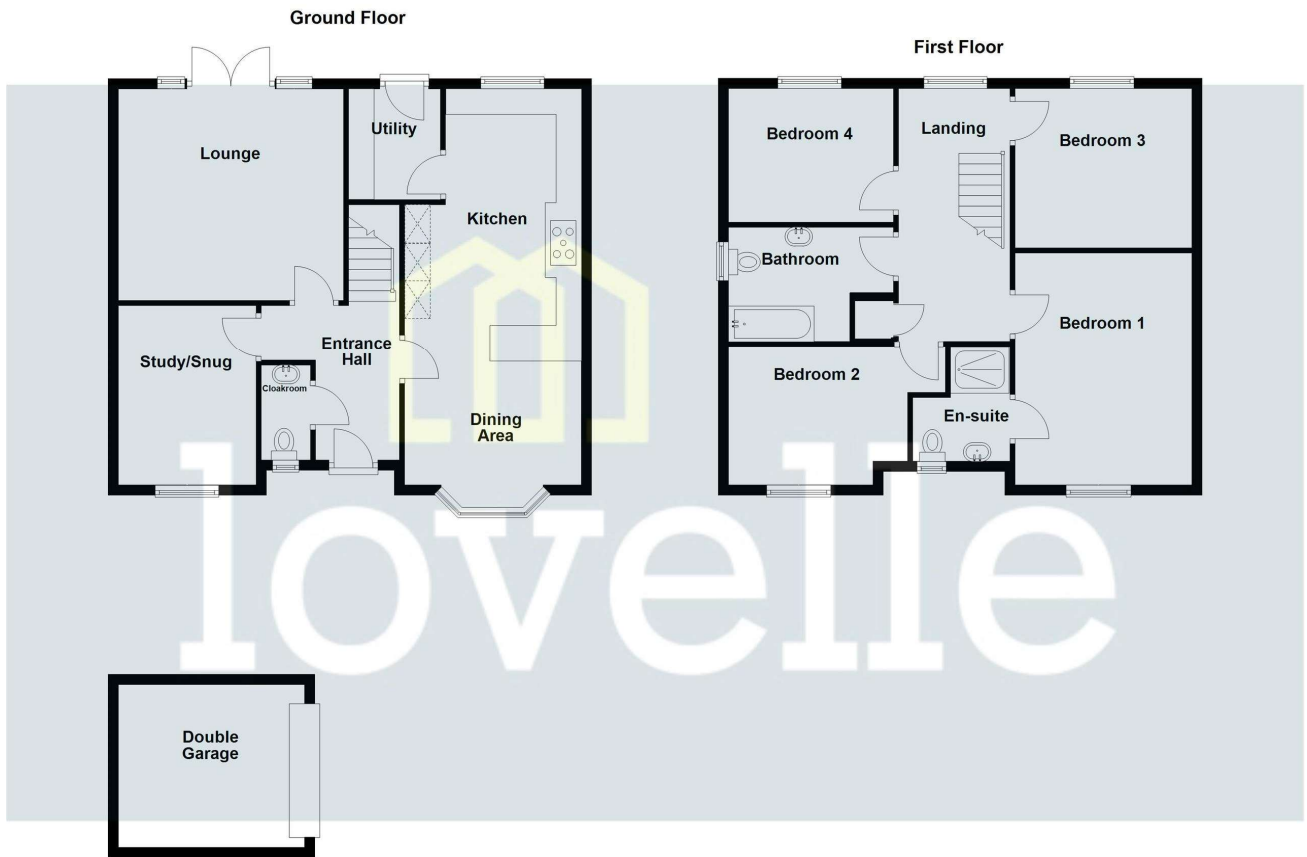 Ground Floor
Lounge
Utility
Kitchen
Study/Snug
Entrance
Hall
Cloakroom
Dining
Area
First Floor
Bedroom 4
Landing
Bedroom 3
Bathroom
Bedroom 1
Bedroom 2
En-suite
lovelle
Double
Garage